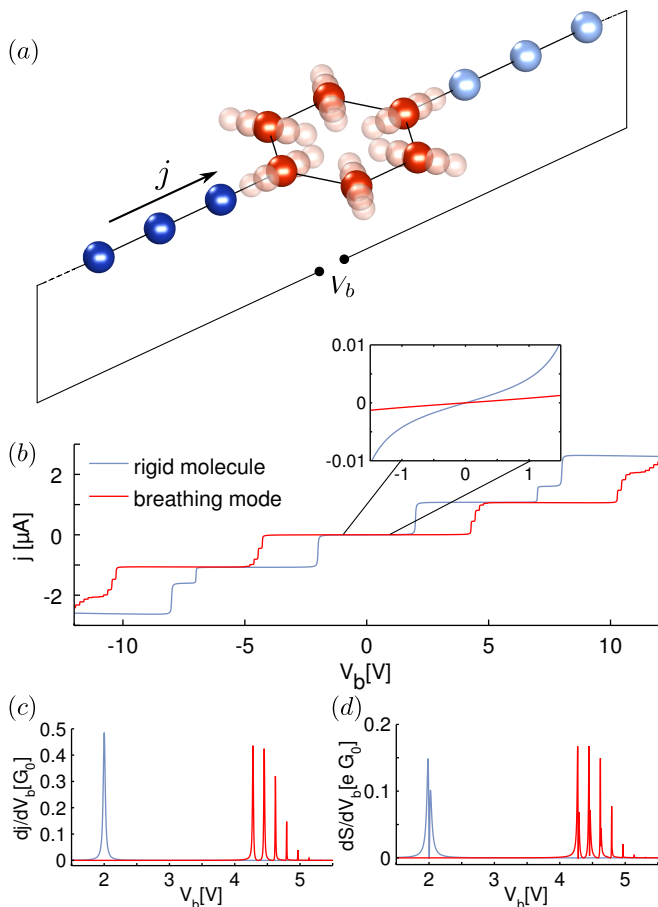 (a)
j
V_b
0.01
0
-0.01
-1 0 1
(b)
rigid molecule
breathing mode
j [μA]
2
0
-2
-10 -5 0 5 10
V_b[V]
(c)
dj/dV_b[G_0]
0.5
0.4
0.3
0.2
0.1
0
2 3 4 5
V_b[V]
(d)
dS/dV_b[e G_0]
0.2
0.1
0
2 3 4 5
V_b[V]